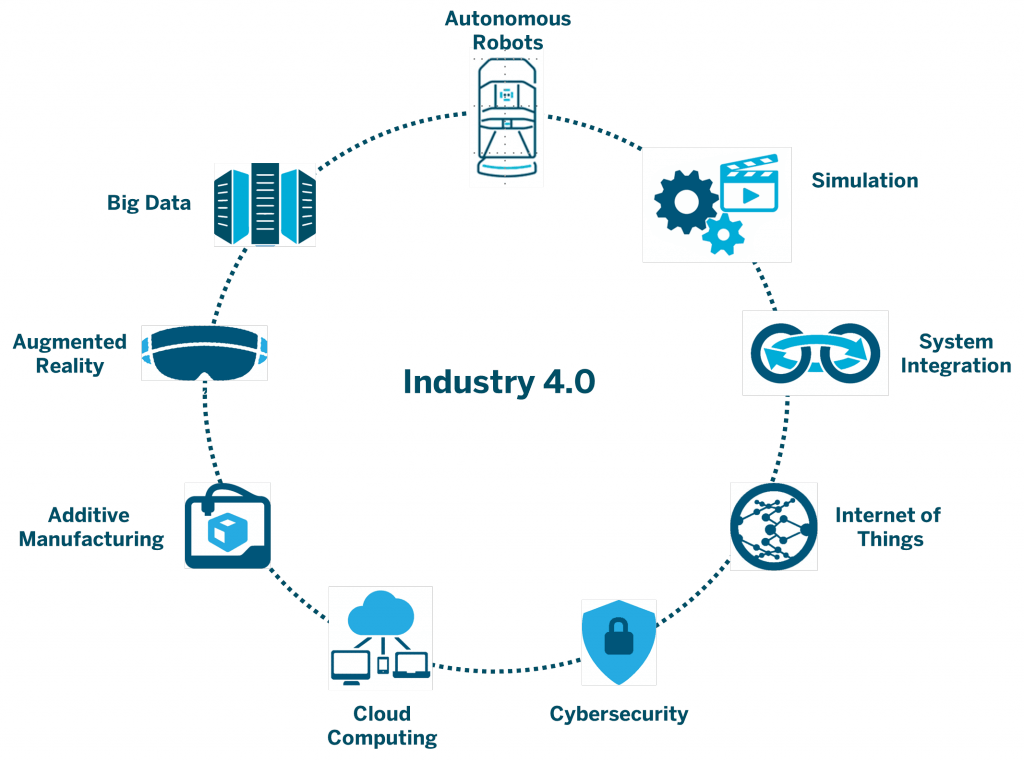 Autonomous
Robots
Simulation
Big Data
System
Integration
Augmented
Reality
Industry 4.0
Additive
Manufacturing
Internet of
Things
Cloud
Computing
Cybersecurity